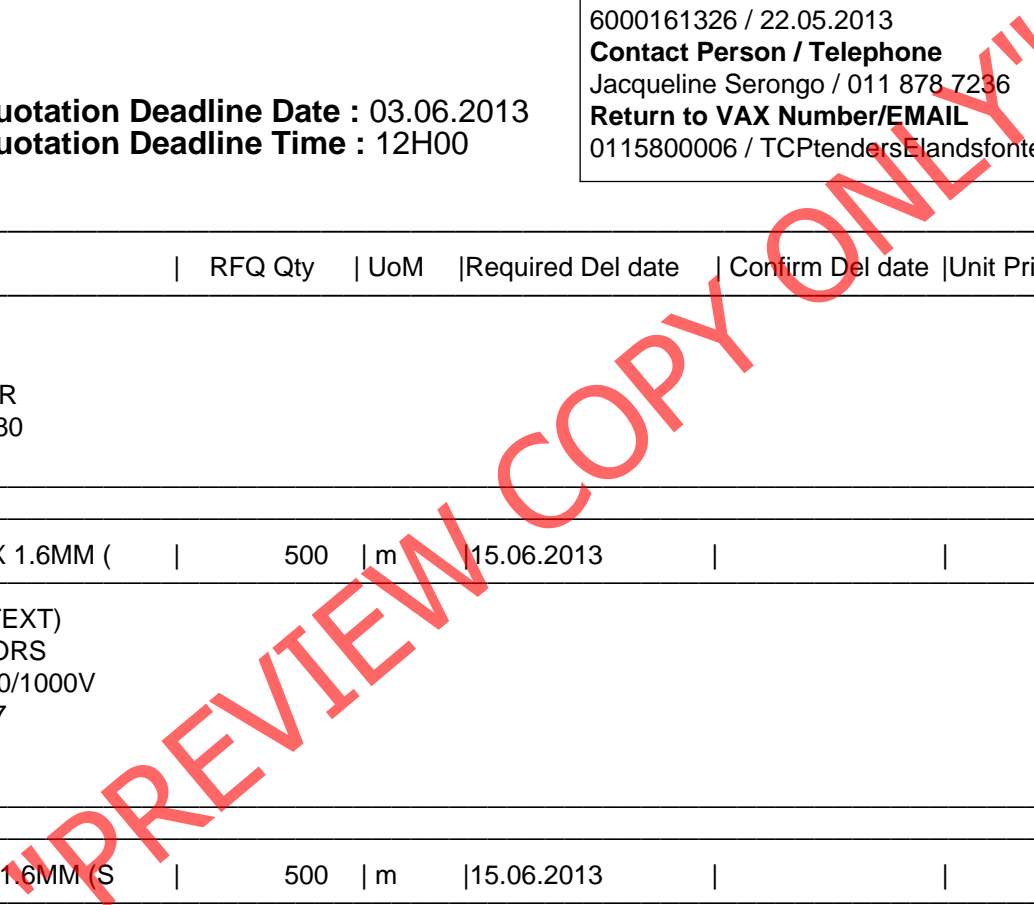 6000161326 / 22.05.2013
Contact Person / Telephone
Jacqueline Serongo / 011 878 7236
Return to VAX Number/EMAIL
0115800006 / TCPtendersElandsfonte
uotation Deadline Date : 03.06.2013
uotation Deadline Time : 12H00
| RFQ Qty | UoM |Required Del date | Confirm Del date |Unit Pri
R
30
X 1.6MM ( | 500 | m |15.06.2013 | |
TEXT)
ORS
0/1000V
7
1.6MM (S | 500 | m |15.06.2013 | |
"PREVIEW COPY ONLY"